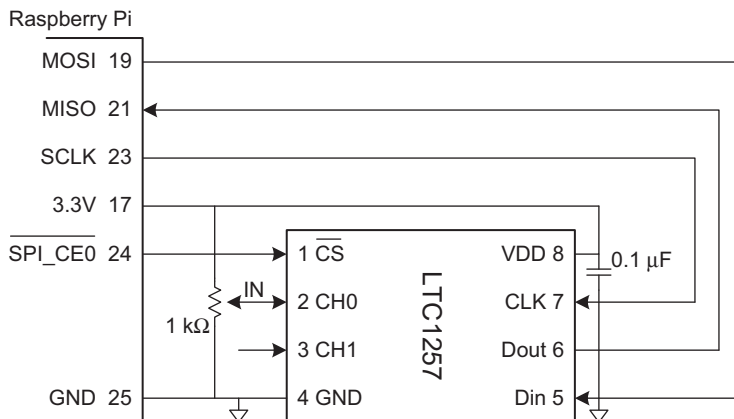 Raspberry Pi
MOSI 19
MISO 21
SCLK 23
3.3V 17
SPI_CE0 24
GND 25
IN
1 kΩ
1 CS
2 CH0
3 CH1
4 GND
LTC1257
VDD 8
CLK 7
Dout 6
Din 5
0.1 μF